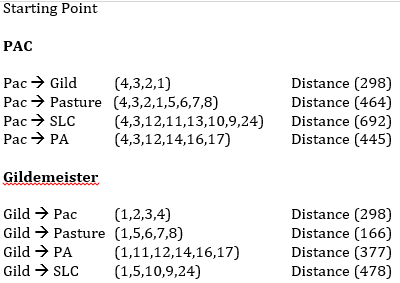 Starting Point
PAC
Pac → Gild (4,3,2,1) Distance (298)
Pac → Pasture (4,3,2,1,5,6,7,8) Distance (464)
Pac → SLC (4,3,12,11,13,10,9,24) Distance (692)
Pac → PA (4,3,12,14,16,17) Distance (445)
Gildemeister
Gild → Pac (1,2,3,4) Distance (298)
Gild → Pasture (1,5,6,7,8) Distance (166)
Gild → PA (1,11,12,14,16,17) Distance (377)
Gild → SLC (1,5,10,9,24) Distance (478)